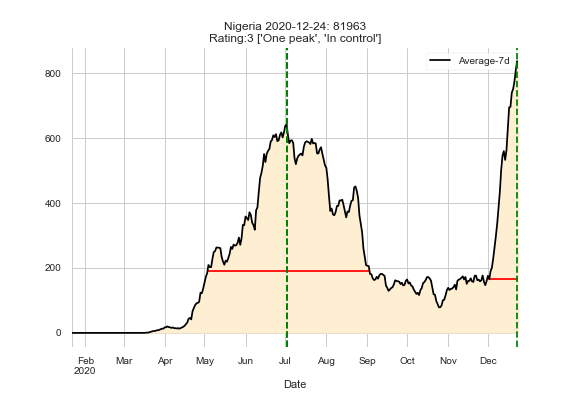 Nigeria 2020-12-24: 81963
Rating:3 ['One peak', 'In control']
Average-7d
800
600
400
200
0
Feb Mar Apr May Jun Jul Aug Sep Oct Nov Dec
2020
Date